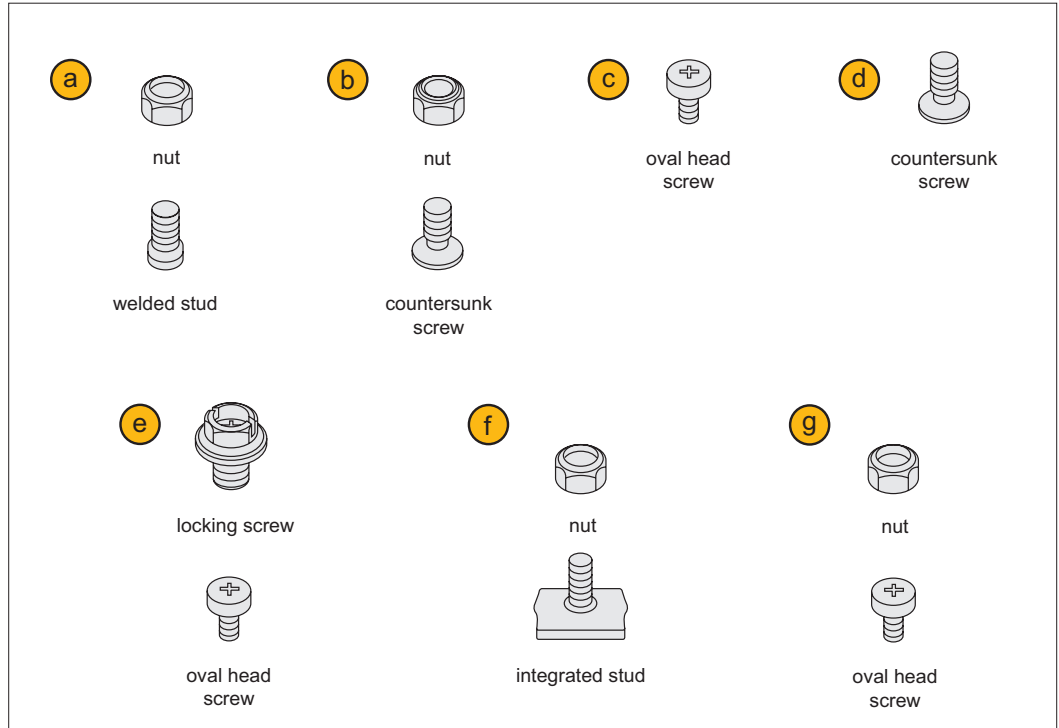 a
nut
welded stud
b
nut
countersunk
screw
c
oval head
screw
d
countersunk
screw
e
locking screw
oval head
screw
f
nut
integrated stud
g
nut
oval head
screw